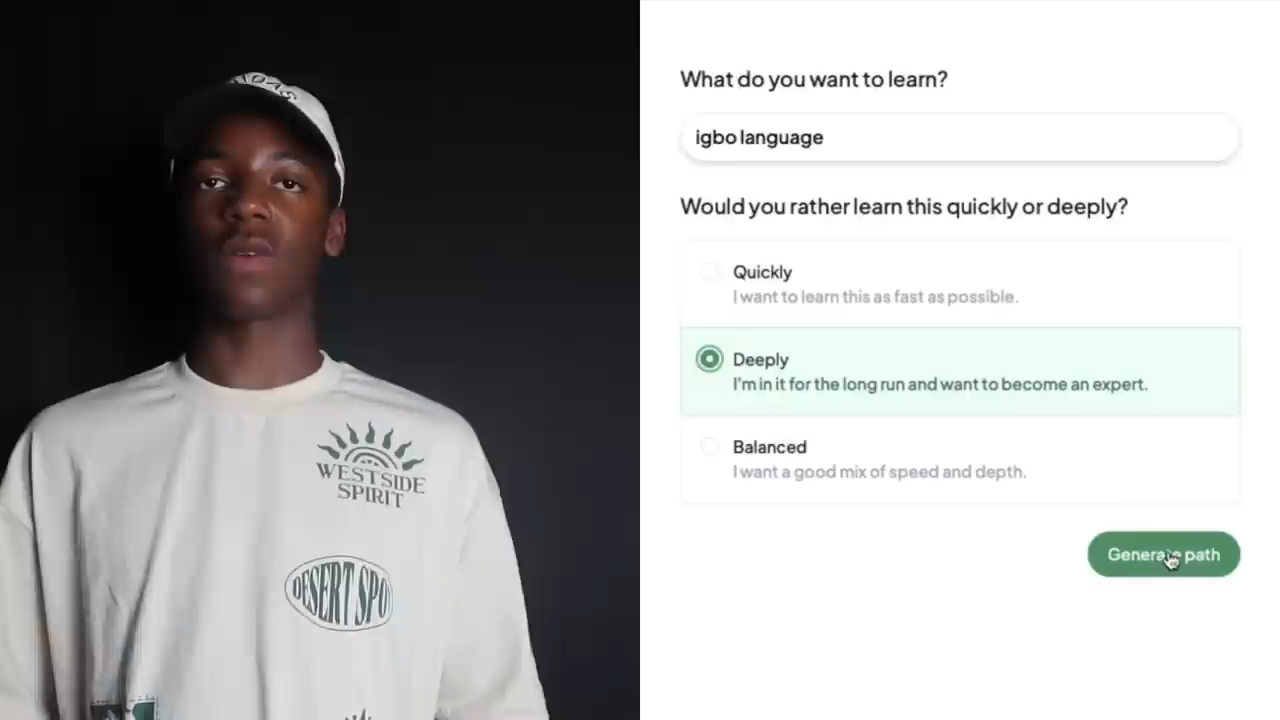 WESTSIDE
SPIRIT
DESERT SPO
What do you want to learn?
igbo language
Would you rather learn this quickly or deeply?
Quickly
I want to learn this as fast as possible.
Deeply
I'm in it for the long run and want to become an expert.
Balanced
I want a good mix of speed and depth.
Generate path